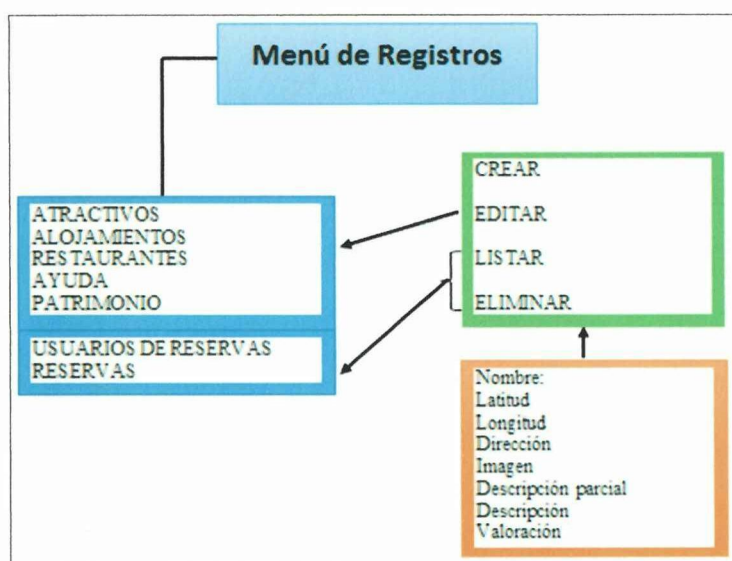 Menú de Registros
ATRACTIVOS
ALOJAMIENTOS
RESTAURANTES
AYUDA
PATRIMONIO
USUARIOS DE RESERVAS
RESERVAS
CREAR
EDITAR
LISTAR
ELIMINAR
Nombre:
Latitud
Longitud
Dirección
Imagen
Descripción parcial
Descripción
Valoración